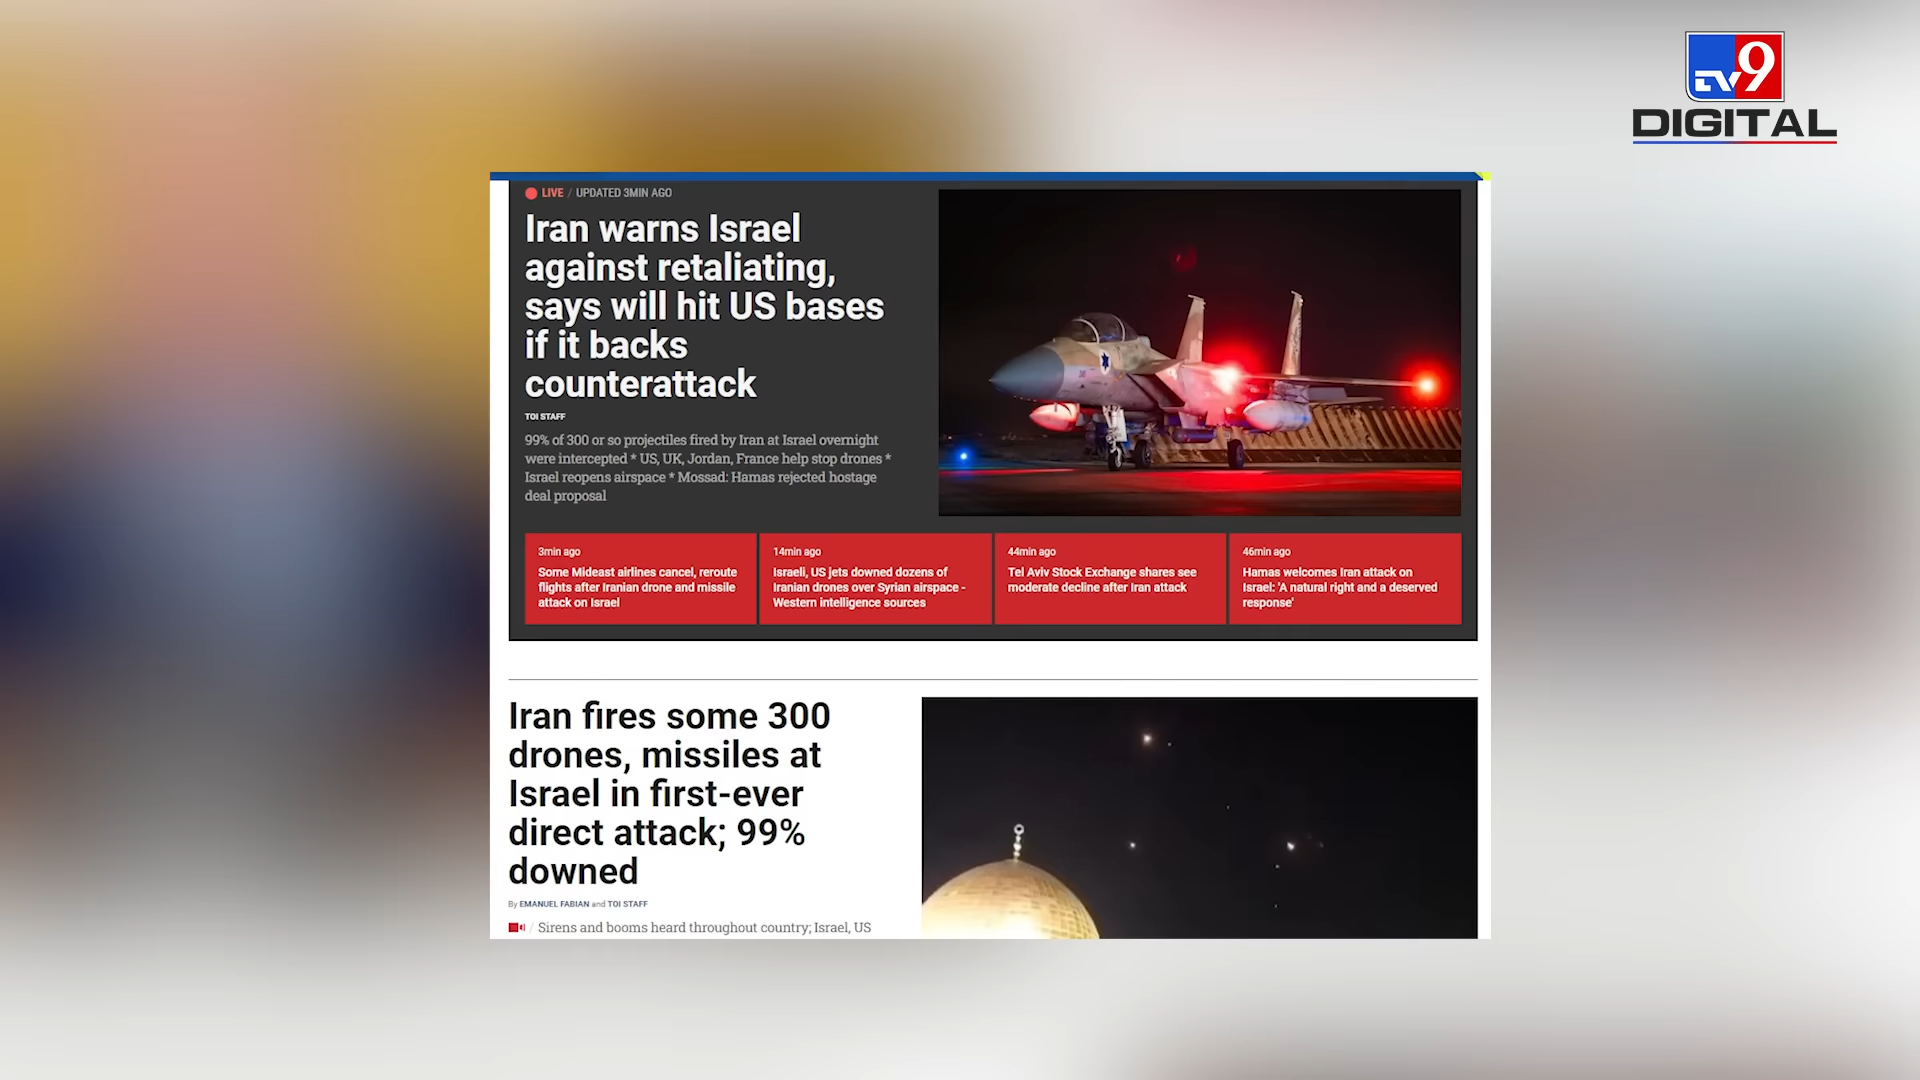 TV9
DIGITAL
LIVE / UPDATED 3MIN AGO
Iran warns Israel
against retaliating,
says will hit US bases
if it backs
counterattack
TOI STAFF
99% of 300 or so projectiles fired by Iran at Israel overnight
were intercepted * US, UK, Jordan, France help stop drones *
Israel reopens airspace * Mossad: Hamas rejected hostage
deal proposal
3min ago
Some Mideast airlines cancel, reroute
flights after Iranian drone and missile
attack on Israel
14min ago
Israeli, US jets downed dozens of
Iranian drones over Syrian airspace -
Western intelligence sources
44min ago
Tel Aviv Stock Exchange shares see
moderate decline after Iran attack
46min ago
Hamas welcomes Iran attack on
Israel: 'A natural right and a deserved
response'
Iran fires some 300
drones, missiles at
Israel in first-ever
direct attack; 99%
downed
By EMANUEL FABIAN and TOI STAFF
/ Sirens and booms heard throughout country; Israel, US